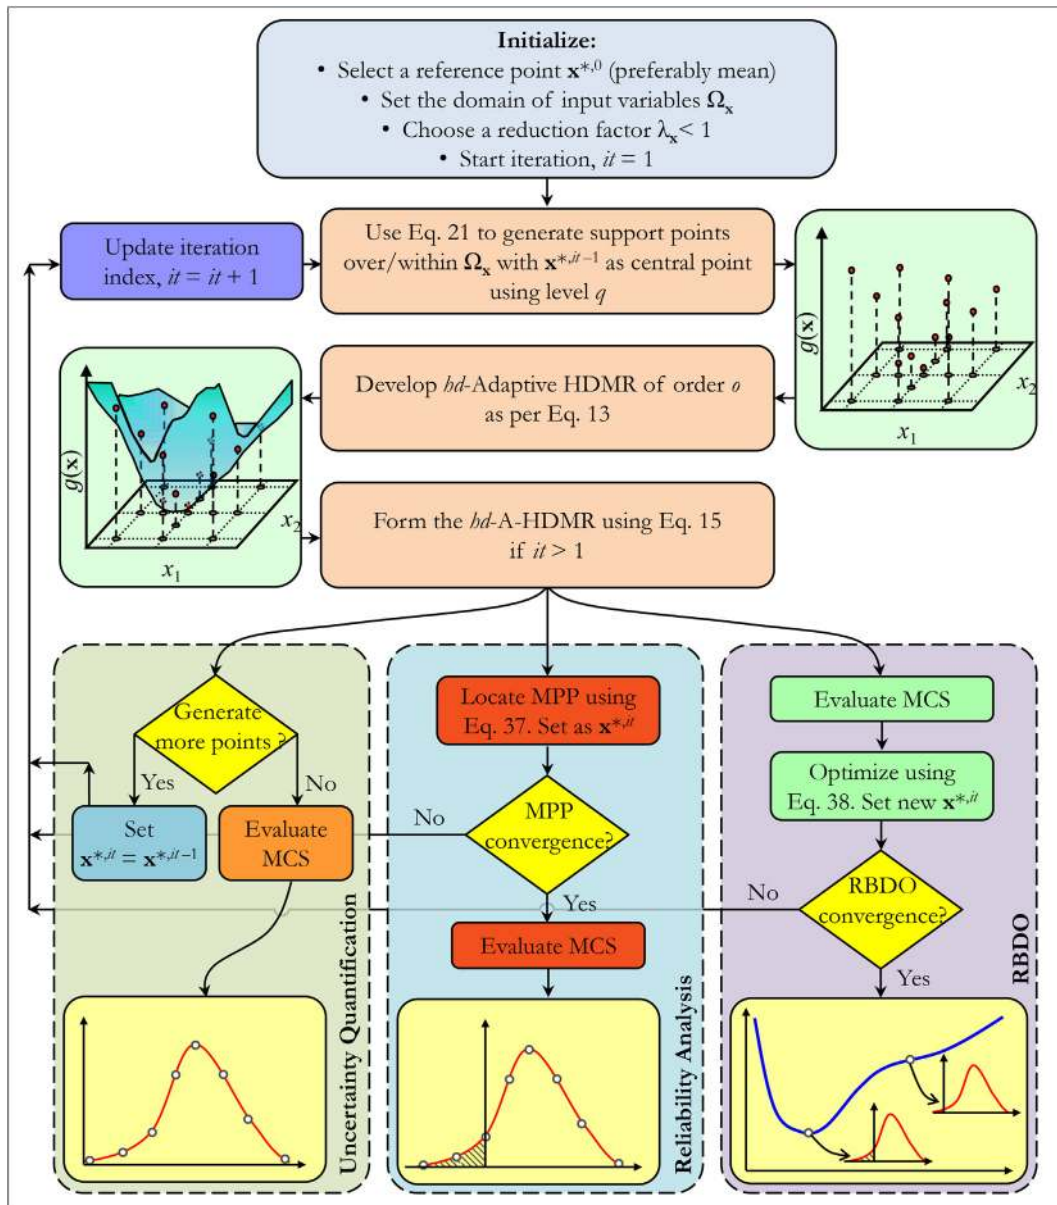 Initialize:
• Select a reference point x*,0 (preferably mean)
• Set the domain of input variables Ωx
• Choose a reduction factor λx< 1
• Start iteration, it = 1
Update iteration
index, it = it + 1
Use Eq. 21 to generate support points
over/within Ωx with x*,it−1 as central point
using level q
g(x)
x2
x1
Develop hd-Adaptive HDMR of order o
as per Eq. 13
g(x)
x2
x1
Form the hd-A-HDMR using Eq. 15
if it > 1
Generate
more points ?
Yes
No
Set
x*,it = x*,it−1
Evaluate
MCS
Uncertainty Quantification
Locate MPP using
Eq. 37. Set as x*,it
MPP
convergence?
No
Yes
Evaluate MCS
Reliability Analysis
Evaluate MCS
Optimize using
Eq. 38. Set new x*,it
RBDO
convergence?
No
Yes
RBDO